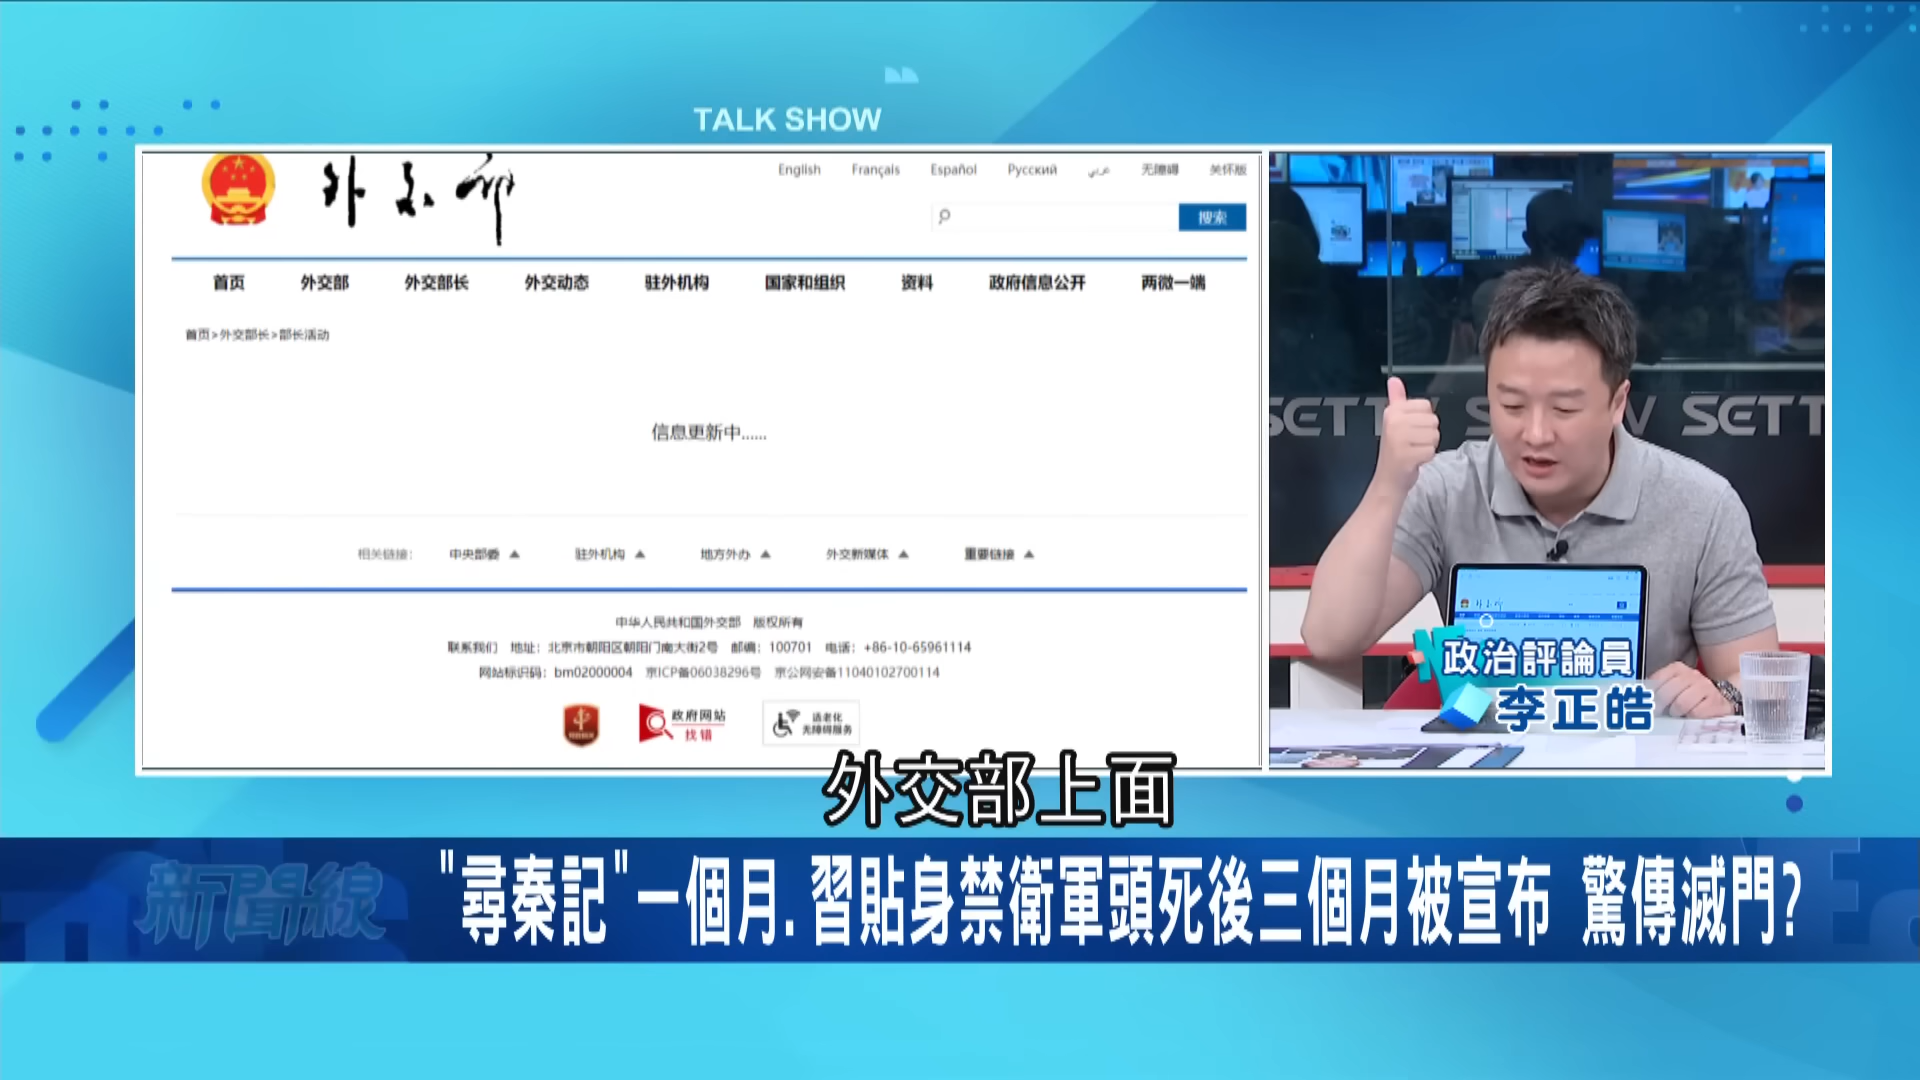 TALK SHOW
外交部
English Français Español Русский عربي 无障碍 关怀版
搜索
首页 外交部 外交部长 外交动态 驻外机构 国家和组织 资料 政府信息公开 两微一端
首页>外交部长>部长活动
信息更新中......
相关链接: 中央部委 驻外机构 地方外办 外交新媒体 重要链接
中华人民共和国外交部 版权所有
联系我们 地址：北京市朝阳区朝阳门南大街2号 邮编：100701 电话：+86-10-65961114
网站标识码：bm02000004 京ICP备06038296号 京公网安备11040102700114
政府网站
找错
适老化
无障碍服务
SETTV SETTV SETT
政治評論員
李正皓
外交部上面
新聞線
"尋秦記"一個月.習貼身禁衛軍頭死後三個月被宣布 驚傳滅門?